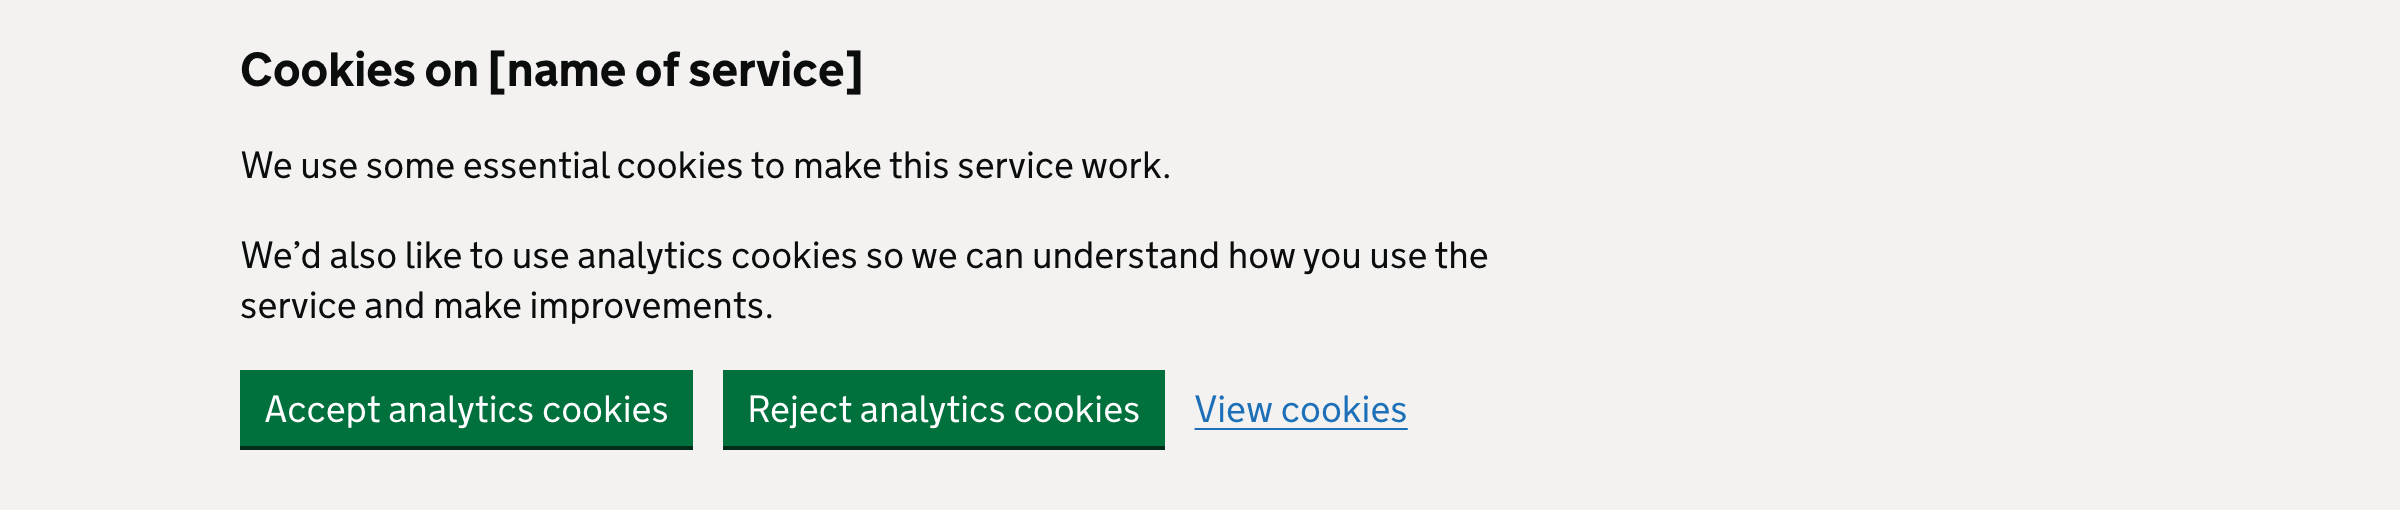 Cookies on [name of service]
We use some essential cookies to make this service work.
We’d also like to use analytics cookies so we can understand how you use the
service and make improvements.
Accept analytics cookies
Reject analytics cookies
View cookies